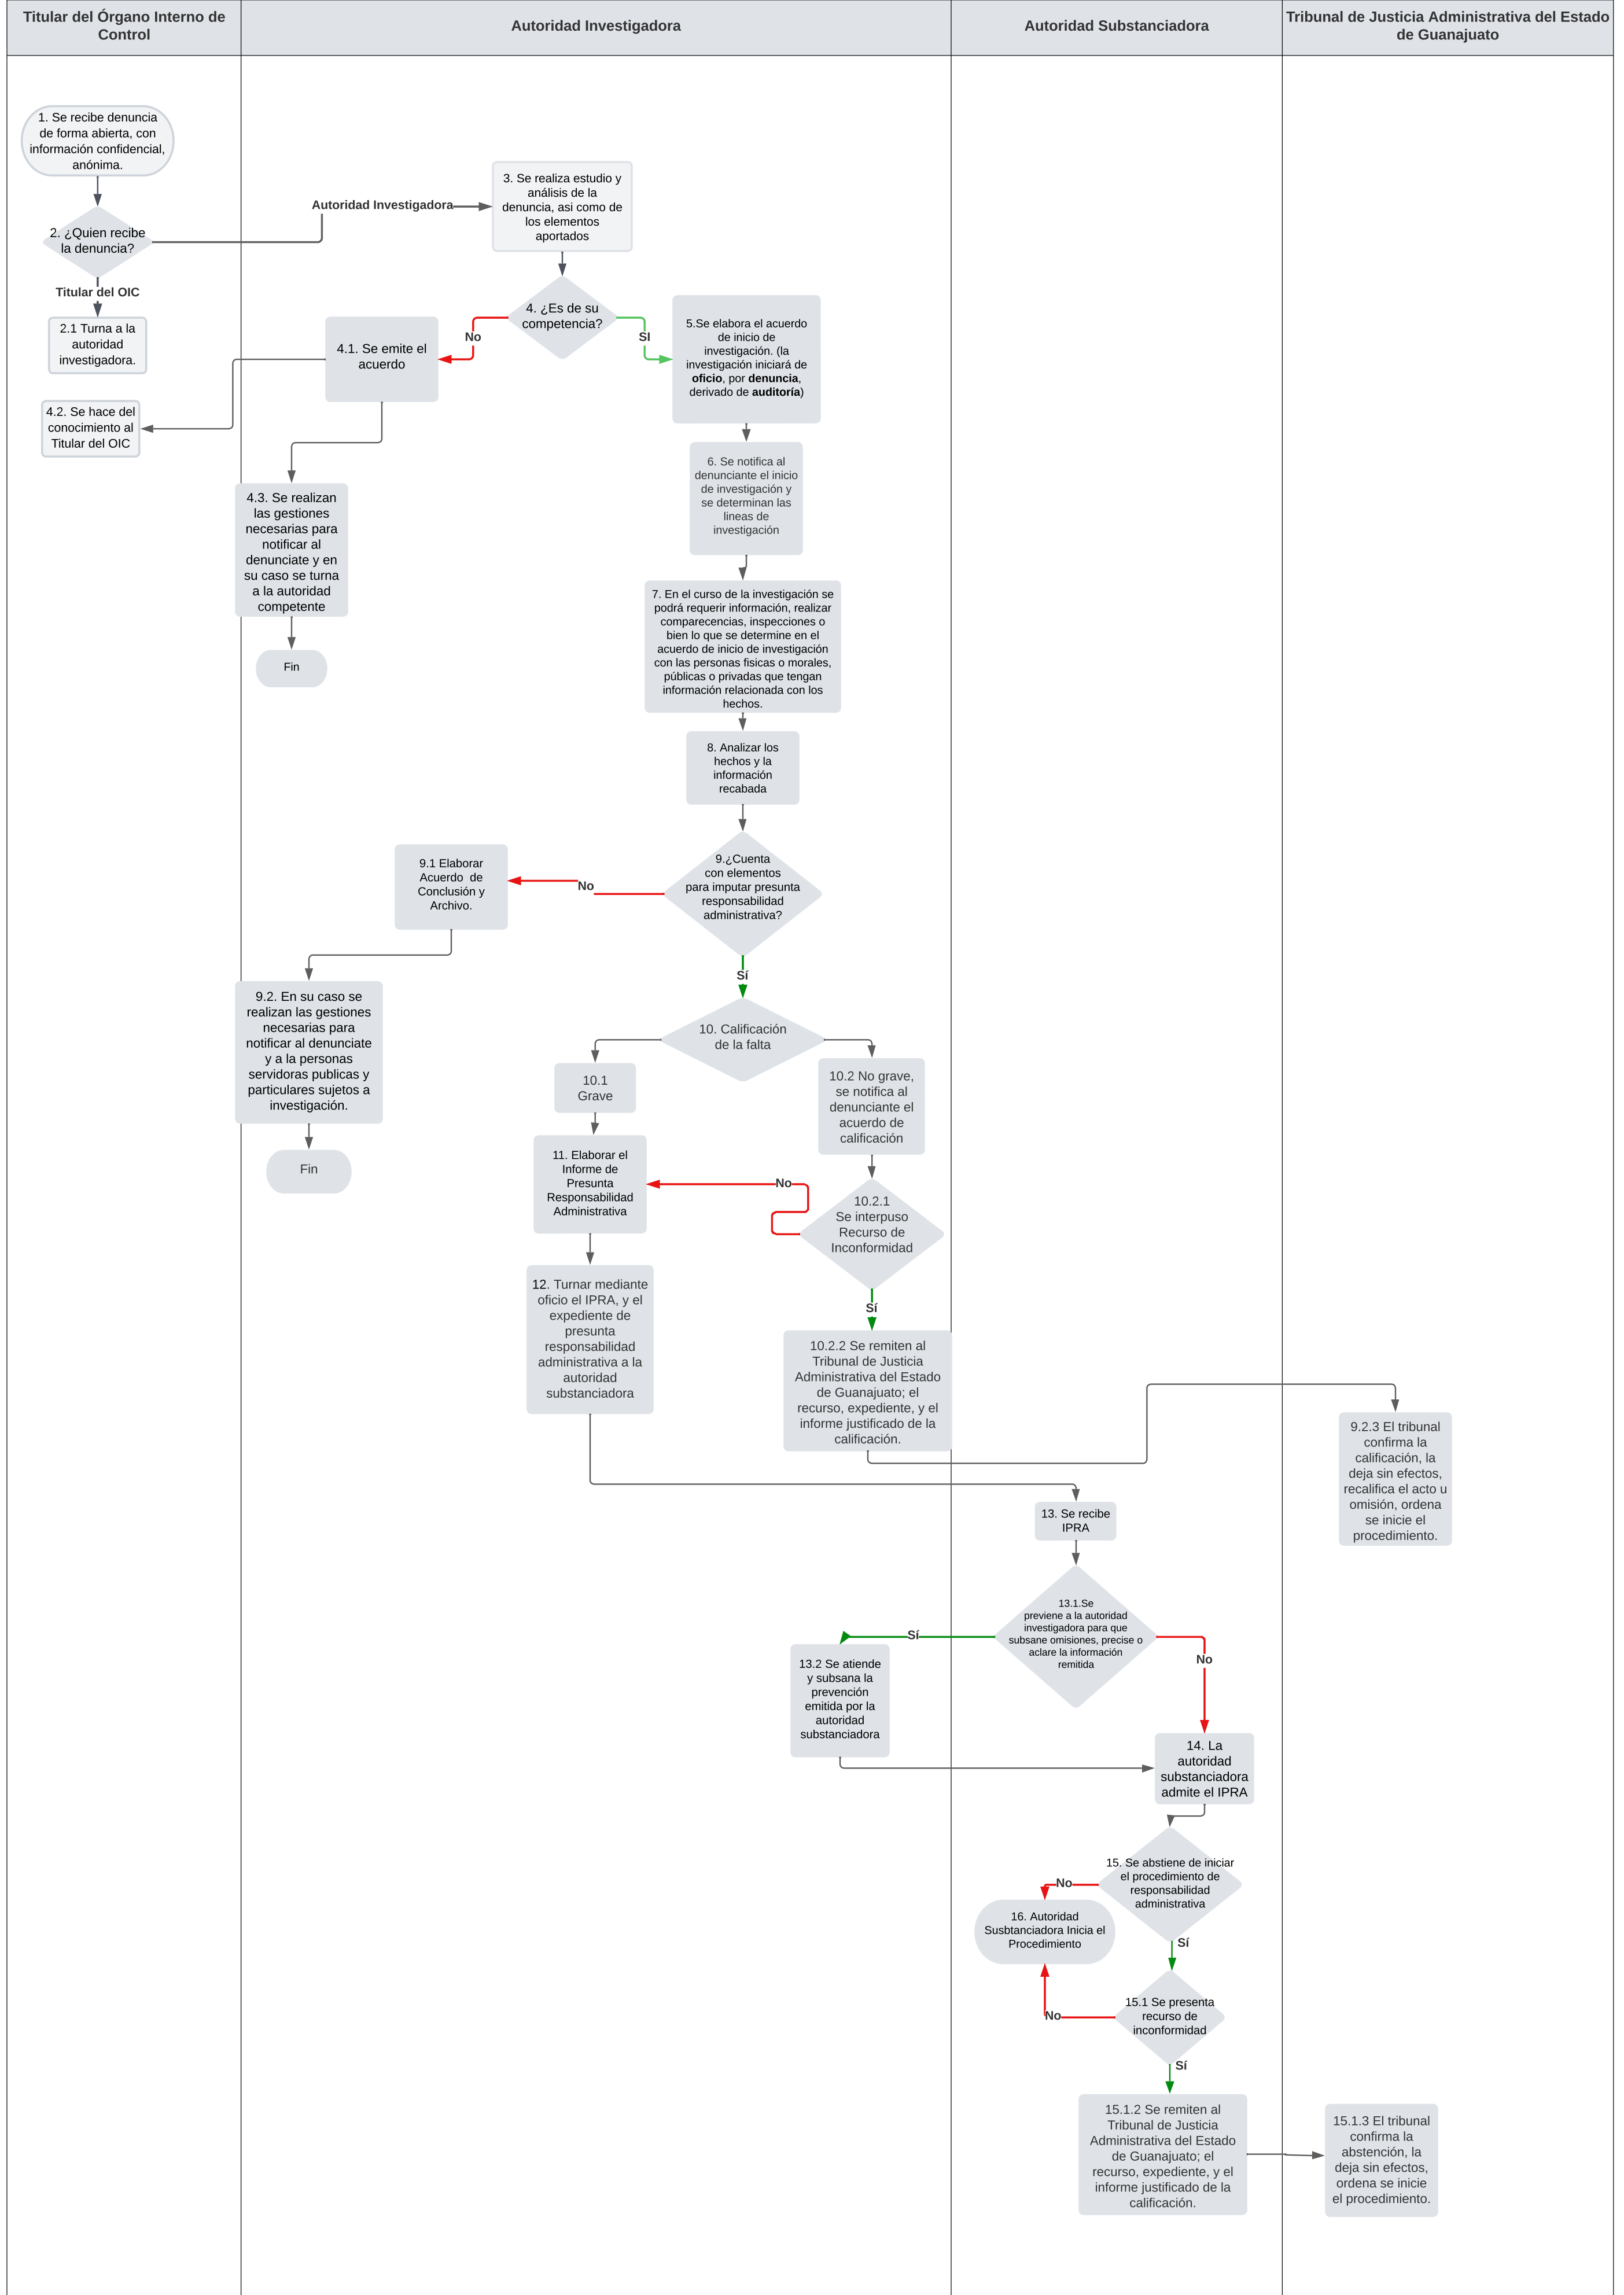 Titular del Órgano Interno de
Control
Autoridad Investigadora
Autoridad Substanciadora
Tribunal de Justicia Administrativa del Estado
de Guanajuato
1. Se recibe denuncia
de forma abierta, con
información confidencial,
anónima.
2. ¿Quien recibe
la denuncia?
Autoridad Investigadora
Titular del OIC
2.1 Turna a la
autoridad
investigadora.
3. Se realiza estudio y
análisis de la
denuncia, asi como de
los elementos
aportados
4. ¿Es de su
competencia?
No
SI
4.1. Se emite el
acuerdo
4.2. Se hace del
conocimiento al
Titular del OIC
4.3. Se realizan
las gestiones
necesarias para
notificar al
denunciate y en
su caso se turna
a la autoridad
competente
Fin
5.Se elabora el acuerdo
de inicio de
investigación. (la
investigación iniciará de
oficio, por denuncia,
derivado de auditoría)
6. Se notifica al
denunciante el inicio
de investigación y
se determinan las
lineas de
investigación
7. En el curso de la investigación se
podrá requerir información, realizar
comparecencias, inspecciones o
bien lo que se determine en el
acuerdo de inicio de investigación
con las personas fisicas o morales,
públicas o privadas que tengan
información relacionada con los
hechos.
8. Analizar los
hechos y la
información
recabada
9.¿Cuenta
con elementos
para imputar presunta
responsabilidad
administrativa?
No
Sí
9.1 Elaborar
Acuerdo  de
Conclusión y
Archivo.
9.2. En su caso se
realizan las gestiones
necesarias para
notificar al denunciate
y a la personas
servidoras publicas y
particulares sujetos a
investigación.
Fin
10. Calificación
de la falta
10.1
Grave
10.2 No grave,
se notifica al
denunciante el
acuerdo de
calificación
11. Elaborar el
Informe de
Presunta
Responsabilidad
Administrativa
No
10.2.1
Se interpuso
Recurso de
Inconformidad
Sí
12. Turnar mediante
oficio el IPRA, y el
expediente de
presunta
responsabilidad
administrativa a la
autoridad
substanciadora
10.2.2 Se remiten al
Tribunal de Justicia
Administrativa del Estado
de Guanajuato; el
recurso, expediente, y el
informe justificado de la
calificación.
9.2.3 El tribunal
confirma la
calificación, la
deja sin efectos,
recalifica el acto u
omisión, ordena
se inicie el
procedimiento.
13. Se recibe
IPRA
13.1.Se
previene a la autoridad
investigadora para que
subsane omisiones, precise o
aclare la información
remitida
Sí
No
13.2 Se atiende
y subsana la
prevención
emitida por la
autoridad
substanciadora
14. La
autoridad
substanciadora
admite el IPRA
15. Se abstiene de iniciar
el procedimiento de
responsabilidad
administrativa
No
Sí
16. Autoridad
Susbtanciadora Inicia el
Procedimiento
15.1 Se presenta
recurso de
inconformidad
No
Sí
15.1.2 Se remiten al
Tribunal de Justicia
Administrativa del Estado
de Guanajuato; el
recurso, expediente, y el
informe justificado de la
calificación.
15.1.3 El tribunal
confirma la
abstención, la
deja sin efectos,
ordena se inicie
el procedimiento.